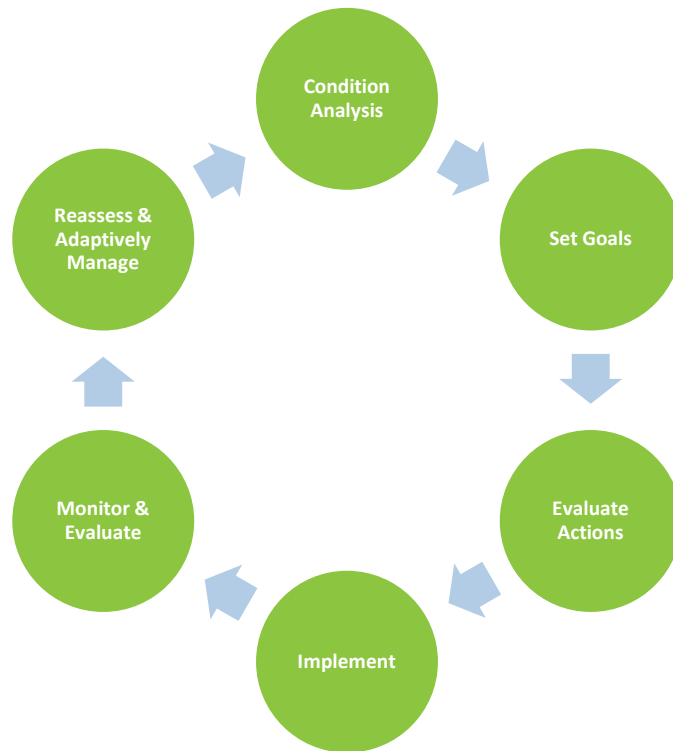 Condition
Analysis
Set Goals
Evaluate
Actions
Implement
Monitor &
Evaluate
Reassess &
Adaptively
Manage